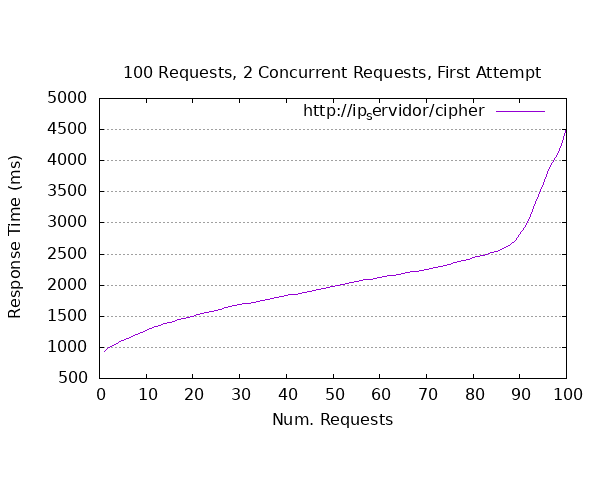 100 Requests, 2 Concurrent Requests, First Attempt
http://ipservidor/cipher
5000
4500
4000
3500
3000
2500
2000
1500
1000
500
Response Time (ms)
0 10 20 30 40 50 60 70 80 90 100
Num. Requests